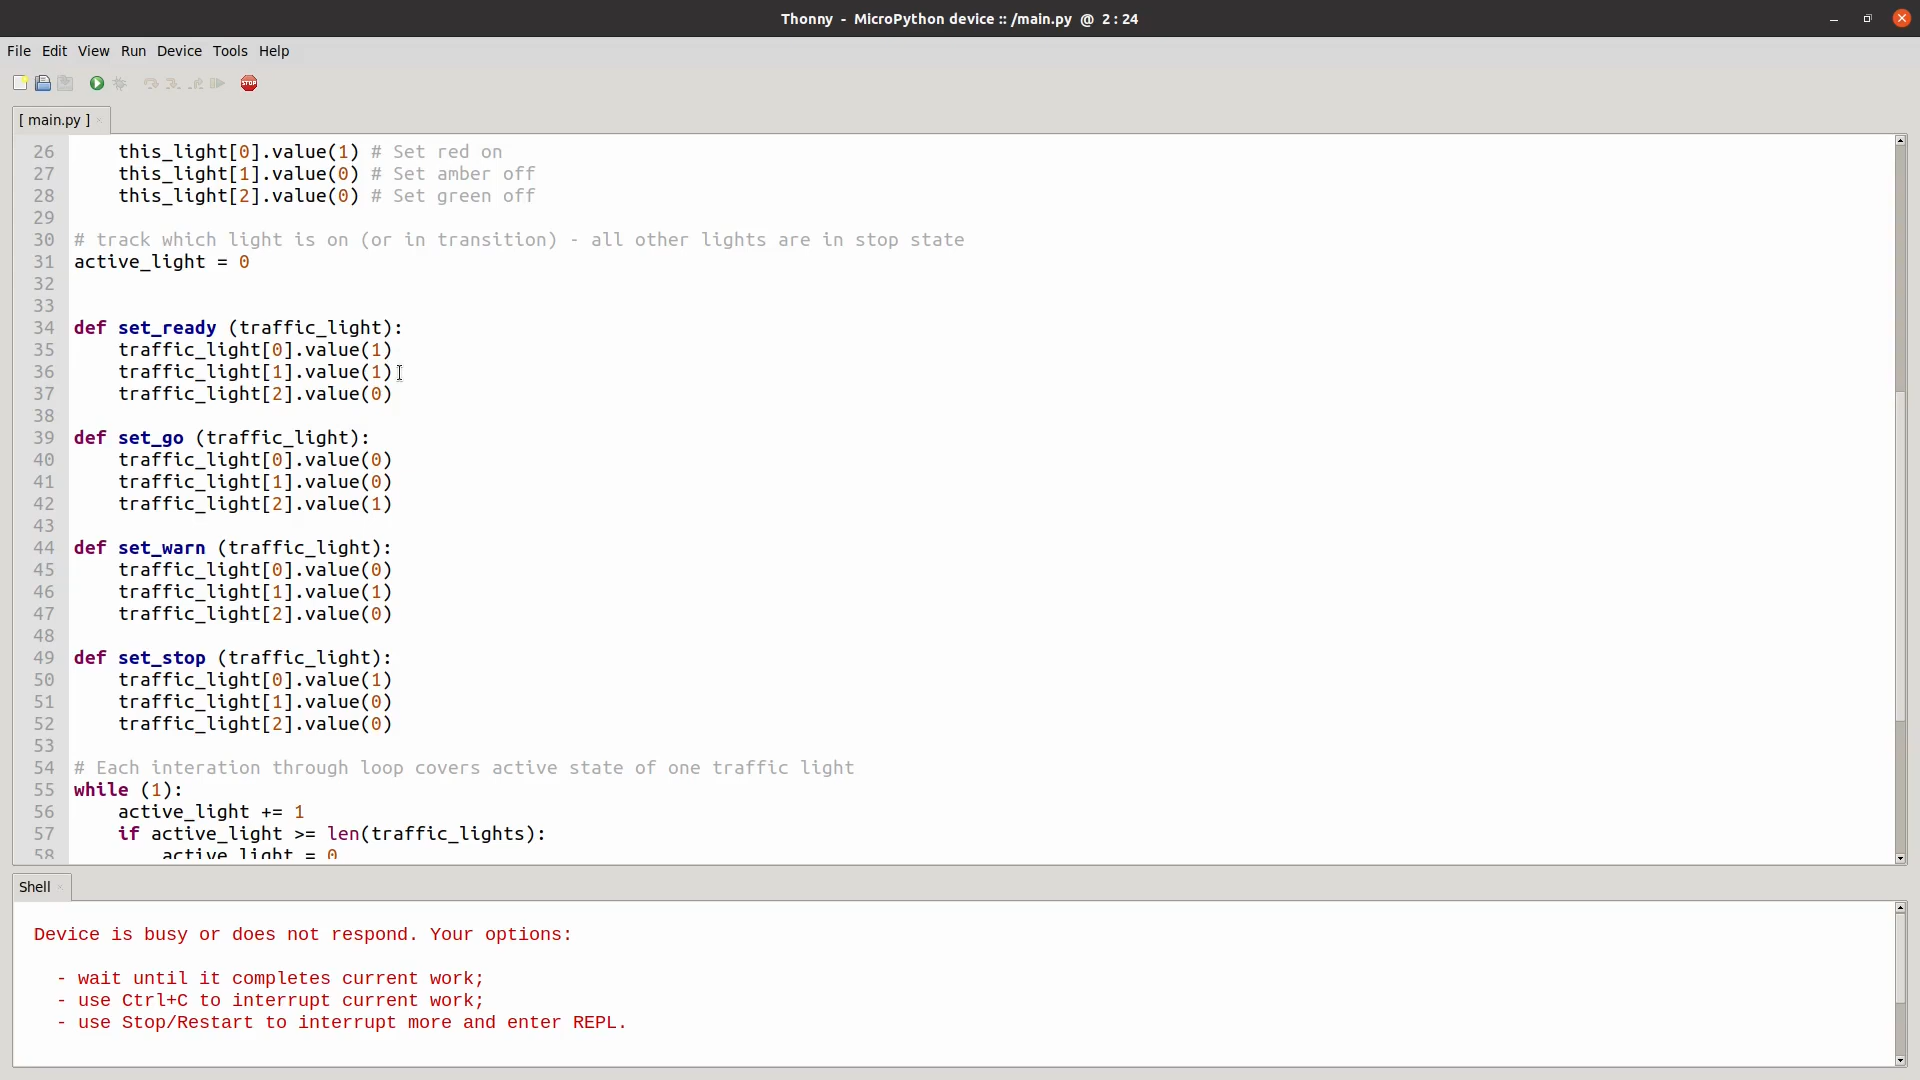 Thonny - MicroPython device :: /main.py @ 2 : 24
File Edit View Run Device Tools Help
STOP
[ main.py ]
26     this_light[0].value(1) # Set red on
27     this_light[1].value(0) # Set amber off
28     this_light[2].value(0) # Set green off
29
30 # track which light is on (or in transition) - all other lights are in stop state
31 active_light = 0
32
33
34 def set_ready (traffic_light):
35     traffic_light[0].value(1)
36     traffic_light[1].value(1)
37     traffic_light[2].value(0)
38
39 def set_go (traffic_light):
40     traffic_light[0].value(0)
41     traffic_light[1].value(0)
42     traffic_light[2].value(1)
43
44 def set_warn (traffic_light):
45     traffic_light[0].value(0)
46     traffic_light[1].value(1)
47     traffic_light[2].value(0)
48
49 def set_stop (traffic_light):
50     traffic_light[0].value(1)
51     traffic_light[1].value(0)
52     traffic_light[2].value(0)
53
54 # Each interation through loop covers active state of one traffic light
55 while (1):
56     active_light += 1
57     if active_light >= len(traffic_lights):
58         active_light = 0
Shell
Device is busy or does not respond. Your options:
- wait until it completes current work;
- use Ctrl+C to interrupt current work;
- use Stop/Restart to interrupt more and enter REPL.